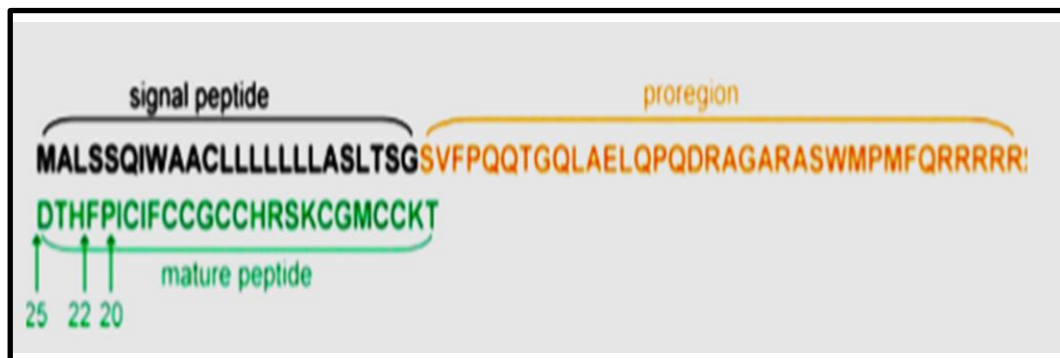 signal peptide proregion
MALSSQIWAACLLLLLLLASLTSGSVFPQQTGQLAELQPQDRAGARASWMPMFQRRRRR
DTHFPICIFCCGCCHRSKCGMCCKT
mature peptide
25 22 20